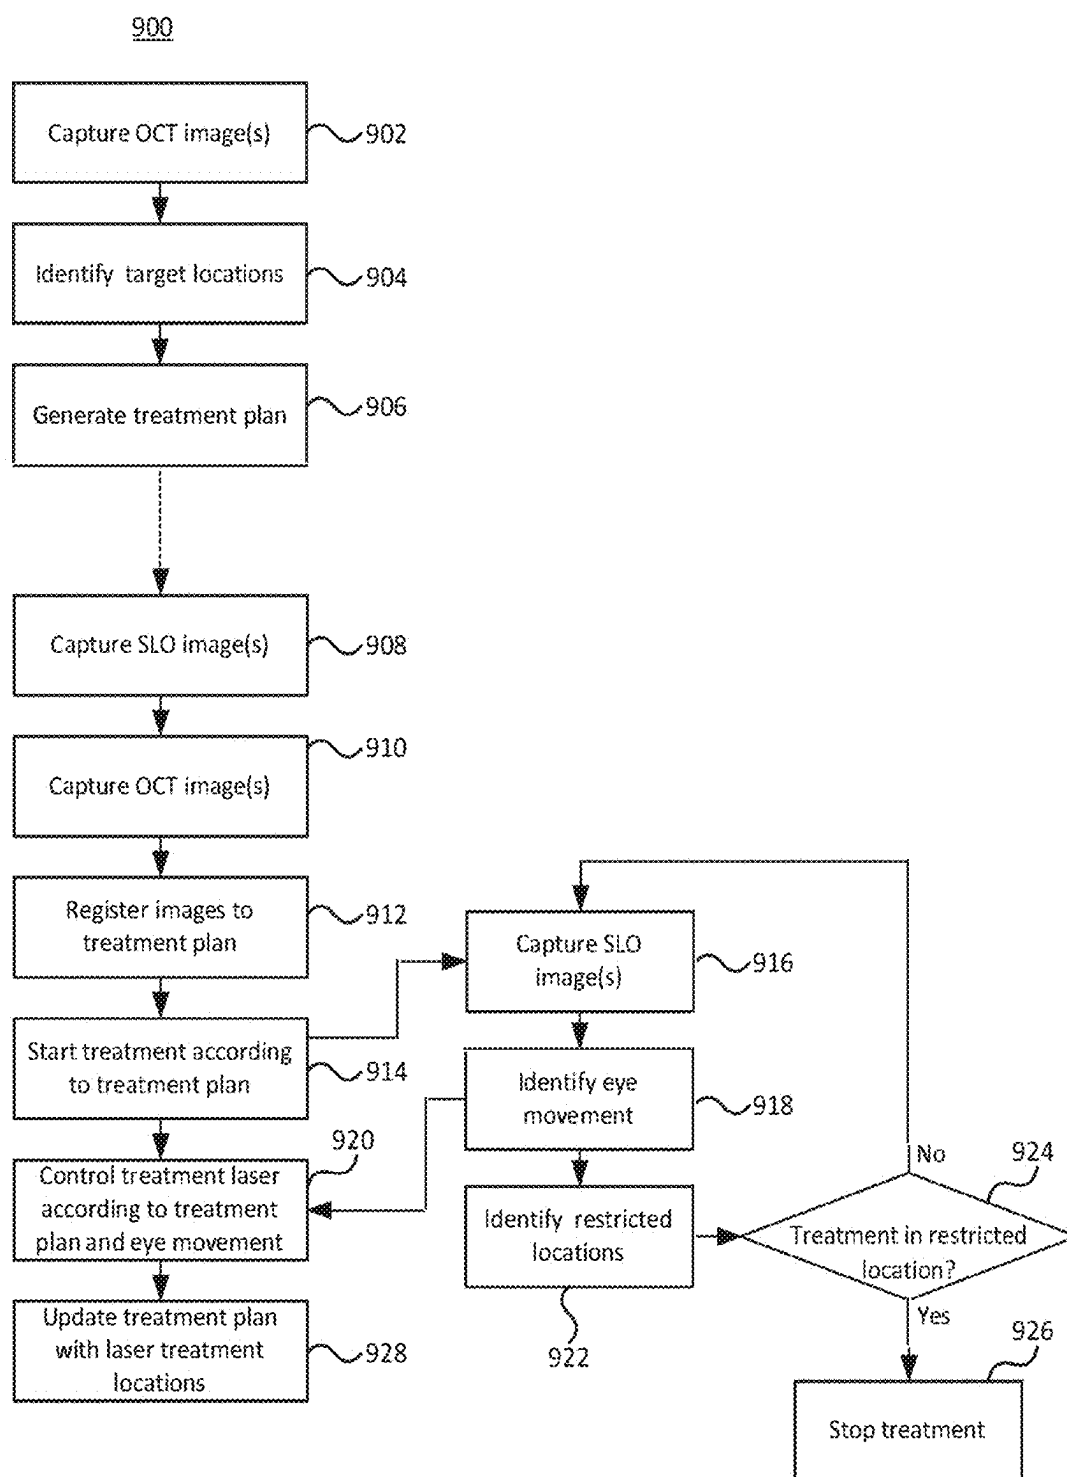 900
Capture OCT image(s)
902
Identify target locations
904
Generate treatment plan
906
Capture SLO image(s)
908
Capture OCT image(s)
910
Register images to
treatment plan
912
Start treatment according
to treatment plan
914
Capture SLO
image(s)
916
Identify eye
movement
918
Control treatment laser
according to treatment
plan and eye movement
920
Identify restricted
locations
922
Treatment in restricted
location?
924
No
Yes
Stop treatment
926
Update treatment plan
with laser treatment
locations
928